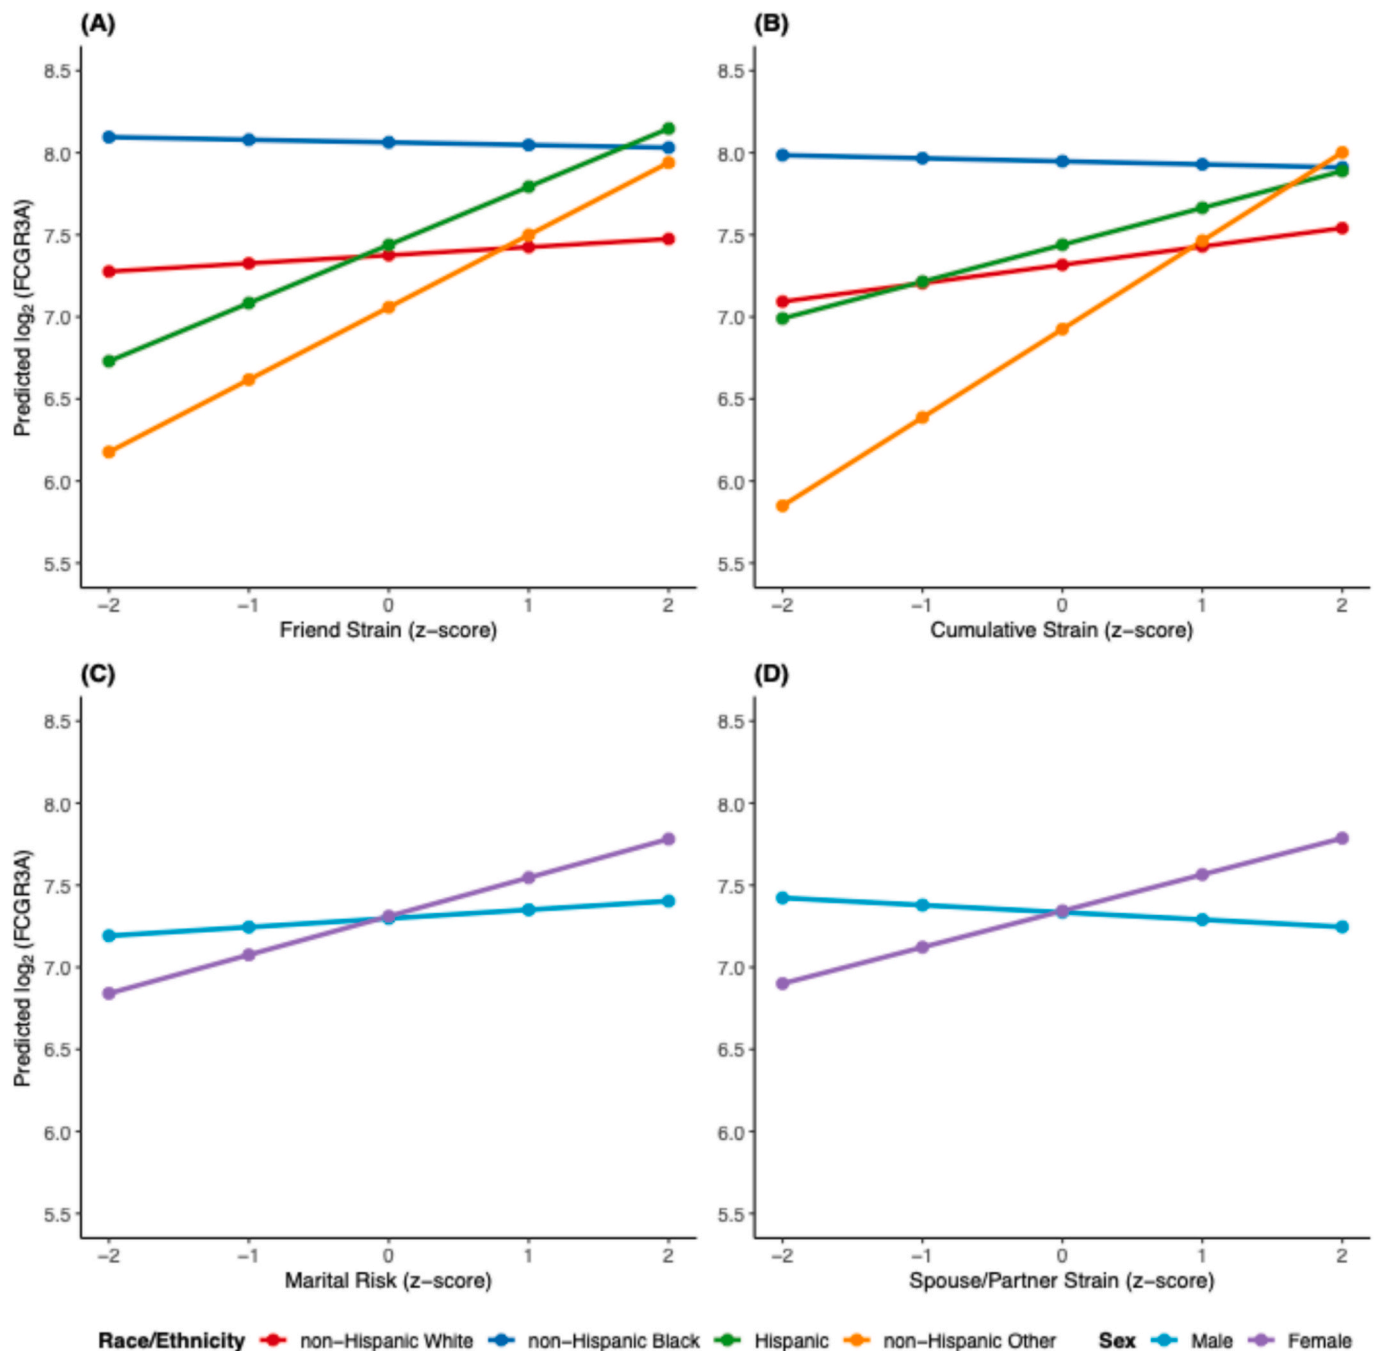 (A)
Predicted log2 (FCGR3A)
8.5
8.0
7.5
7.0
6.5
6.0
5.5
−2 −1 0 1 2
Friend Strain (z−score)
(B)
8.5
8.0
7.5
7.0
6.5
6.0
5.5
−2 −1 0 1 2
Cumulative Strain (z−score)
(C)
Predicted log2 (FCGR3A)
8.5
8.0
7.5
7.0
6.5
6.0
5.5
−2 −1 0 1 2
Marital Risk (z−score)
(D)
8.5
8.0
7.5
7.0
6.5
6.0
5.5
−2 −1 0 1 2
Spouse/Partner Strain (z−score)
Race/Ethnicity non−Hispanic White non−Hispanic Black Hispanic non−Hispanic Other Sex Male Female